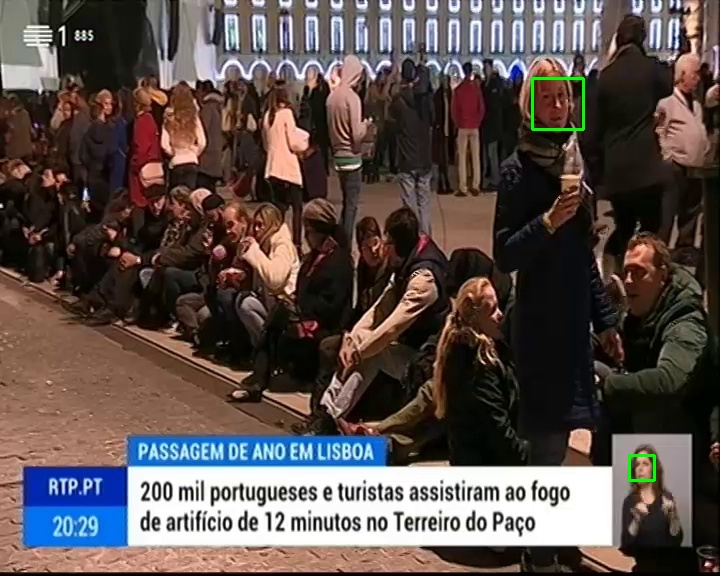 1 885
PASSAGEM DE ANO EM LISBOA
RTP.PT
200 mil portugueses e turistas assistiram ao fogo
20:29
de artifício de 12 minutos no Terreiro do Paço